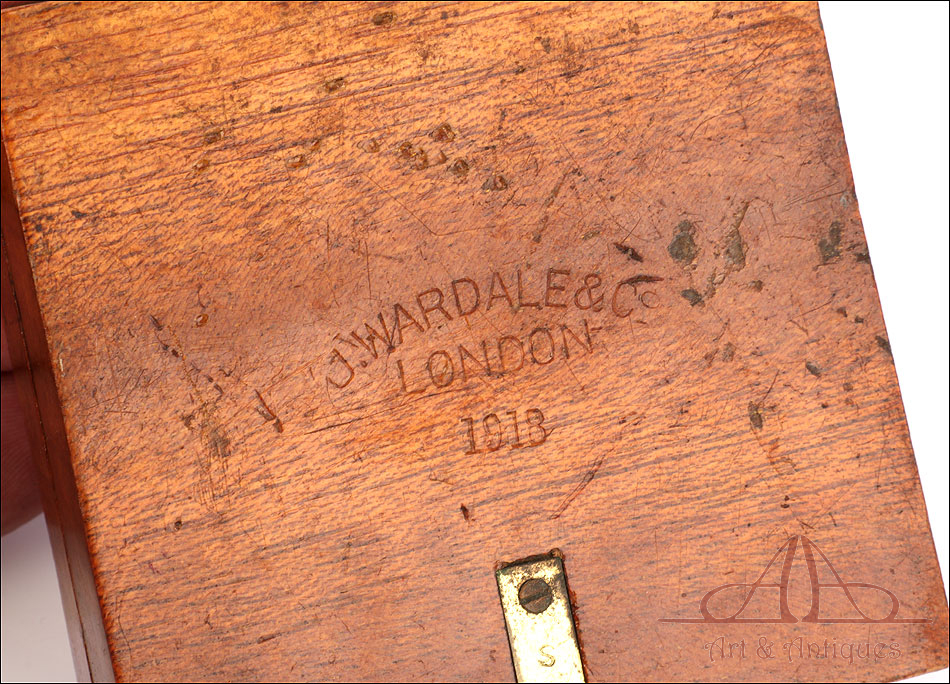 J. WARDALE & Co
LONDON
1913
S
Art & Antiques